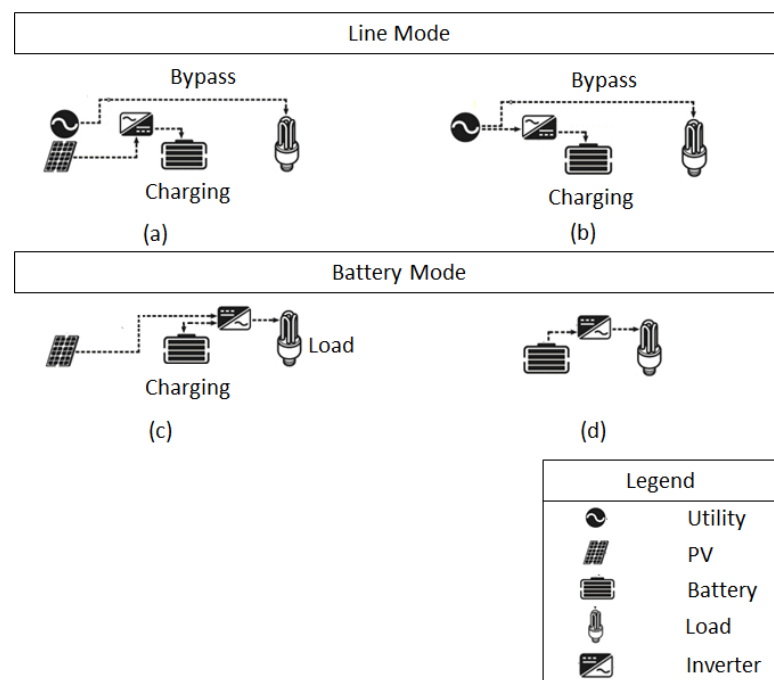 Line Mode
Bypass
Bypass
Charging
Charging
(a)
(b)
Battery Mode
Load
Charging
(c)
(d)
Legend
Utility
PV
Battery
Load
Inverter